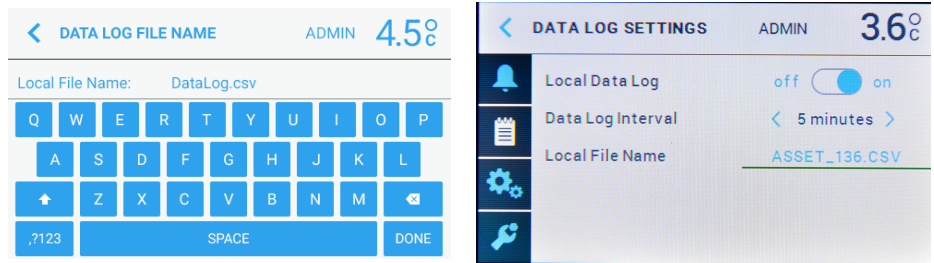 DATA LOG FILE NAME ADMIN 4.5°C
Local File Name: DataLog.csv
Q W E R T Y U I O P
A S D F G H J K L
Z X C V B N M
,?123 SPACE DONE
DATA LOG SETTINGS ADMIN 3.6°C
Local Data Log off on
Data Log Interval < 5 minutes >
Local File Name ASSET_136.CSV